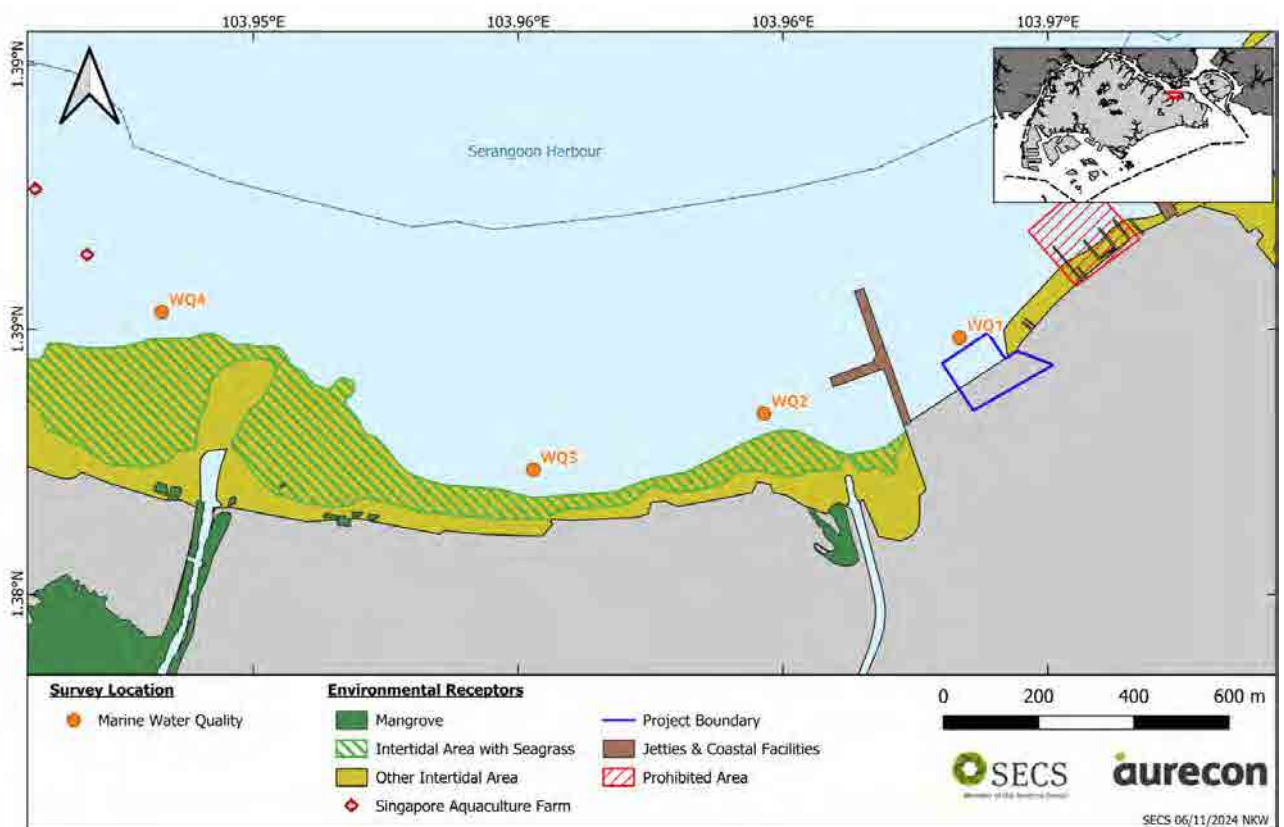 103.95°E
103.96°E
103.96°E
103.97°E
1.39°N
1.39°N
1.38°N
Serangoon Harbour
WQ4
WQ1
WQ2
WQ3
Survey Location
Marine Water Quality
Environmental Receptors
Mangrove
Intertidal Area with Seagrass
Other Intertidal Area
Singapore Aquaculture Farm
Project Boundary
Jetties & Coastal Facilities
Prohibited Area
0 200 400 600 m
SECS
aurecon
SECS 06/11/2024 NKW